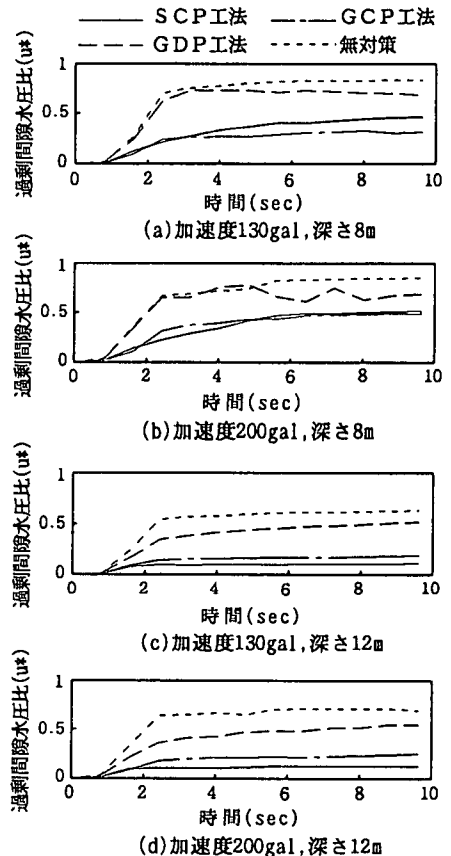 SCP工法 GCP工法
GDP工法 無対策
過剰間隙水圧比(u*)
1
0.5
0
0 2 4 6 8 10
時間(sec)
(a)加速度130gal,深さ8m
過剰間隙水圧比(u*)
1
0.5
0
0 2 4 6 8 10
時間(sec)
(b)加速度200gal,深さ8m
過剰間隙水圧比(u*)
1
0.5
0
0 2 4 6 8 10
時間(sec)
(c)加速度130gal,深さ12m
過剰間隙水圧比(u*)
1
0.5
0
0 2 4 6 8 10
時間(sec)
(d)加速度200gal,深さ12m